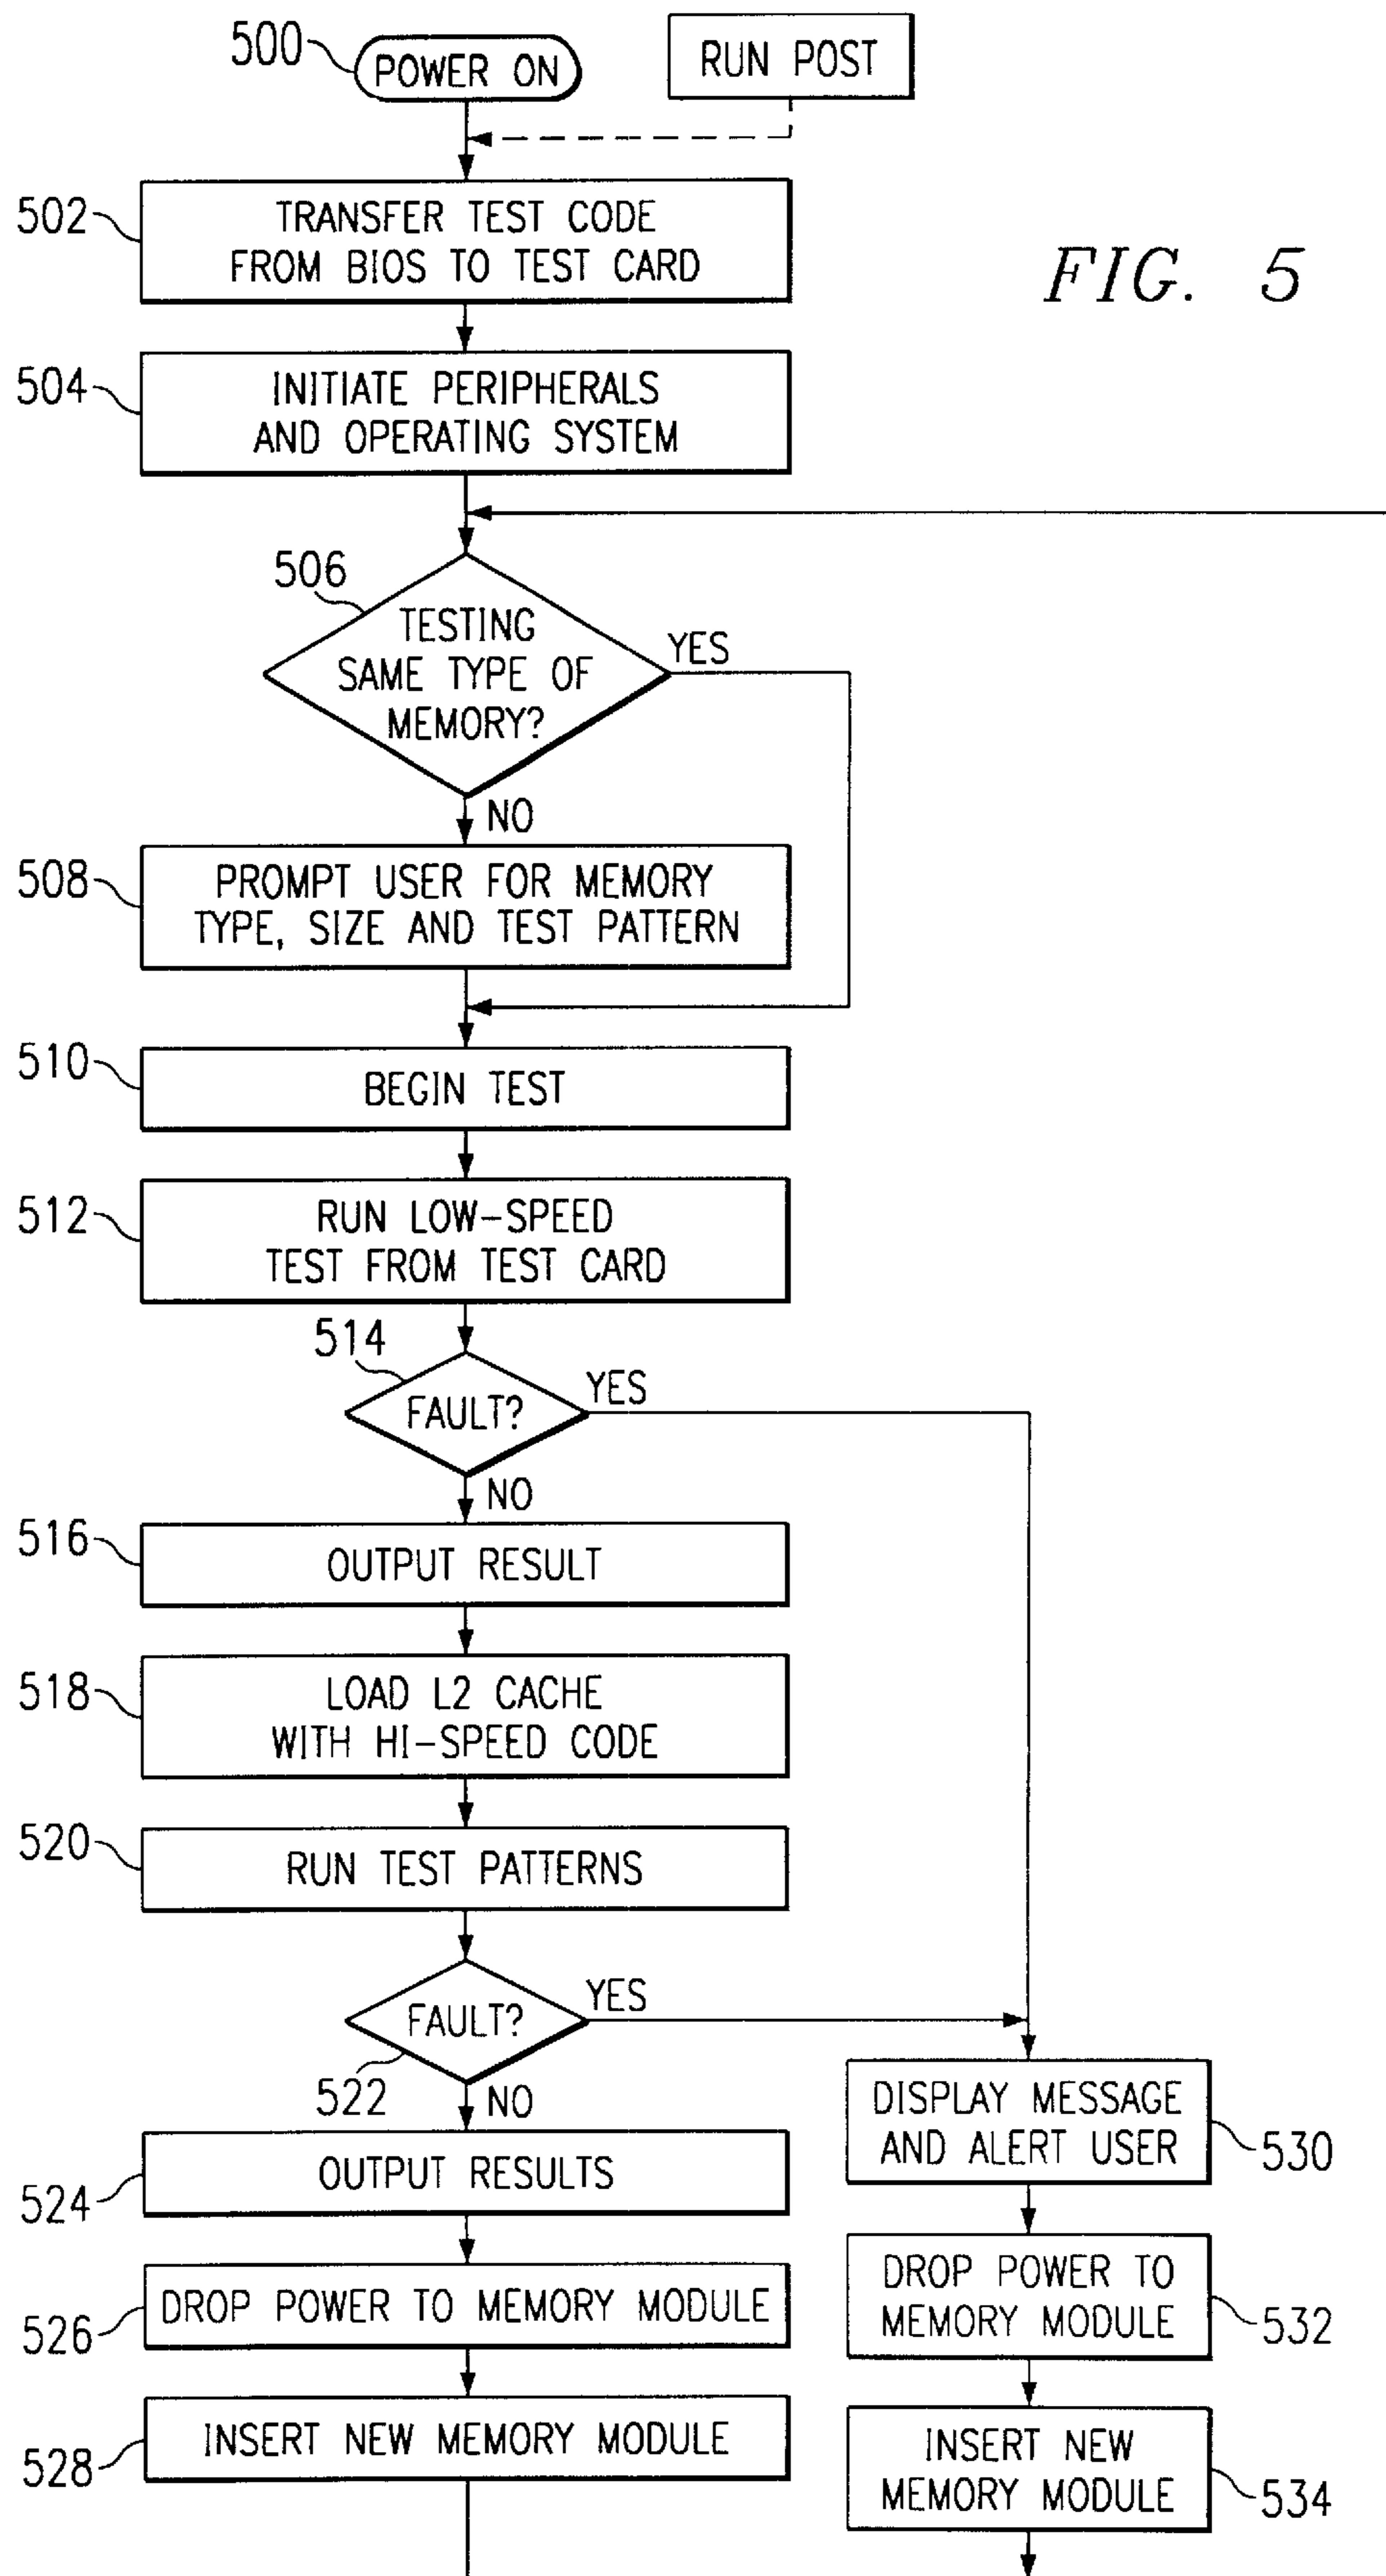 500
POWER ON
RUN POST
502
TRANSFER TEST CODE
FROM BIOS TO TEST CARD
FIG. 5
504
INITIATE PERIPHERALS
AND OPERATING SYSTEM
506
TESTING
SAME TYPE OF
MEMORY?
YES
NO
508
PROMPT USER FOR MEMORY
TYPE, SIZE AND TEST PATTERN
510
BEGIN TEST
512
RUN LOW-SPEED
TEST FROM TEST CARD
514
FAULT?
YES
NO
516
OUTPUT RESULT
518
LOAD L2 CACHE
WITH HI-SPEED CODE
520
RUN TEST PATTERNS
FAULT?
YES
522
NO
524
OUTPUT RESULTS
526
DROP POWER TO MEMORY MODULE
528
INSERT NEW MEMORY MODULE
DISPLAY MESSAGE
AND ALERT USER
530
DROP POWER TO
MEMORY MODULE
532
INSERT NEW
MEMORY MODULE
534